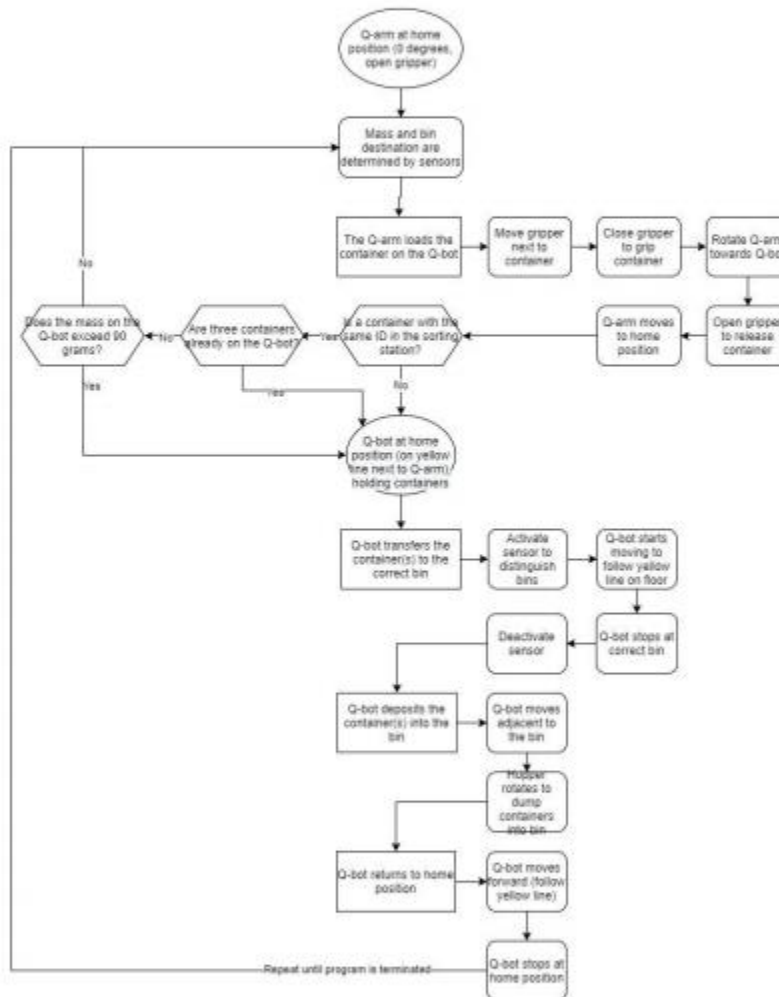 Q-arm at home
position (0 degrees,
open gripper)
Mass and bin
destination are
determined by sensors
The Q-arm loads the
container on the Q-bot
Move gripper
next to
container
Close gripper
to grip
container
Rotate Q-arm
towards Q-bot
No
Does the mass on the
Q-bot exceed 90
grams?
No
Are three containers
already on the Q-bot?
Yes
Is a container with the
same ID in the sorting
station?
Q-arm moves
to home
position
Open gripper
to release
container
Yes
Yes
No
Q-bot at home
position (on yellow
line next to Q-arm),
holding containers
Q-bot transfers the
container(s) to the
correct bin
Activate
sensor to
distinguish
bins
Q-bot starts
moving to
follow yellow
line on floor
Deactivate
sensor
Q-bot stops at
correct bin
Q-bot deposits the
container(s) into the
bin
Q-bot moves
adjacent to
the bin
Hopper
rotates to
dump
containers
into bin
Q-bot returns to home
position
Q-bot moves
forward (follow
yellow line)
Repeat until program is terminated
Q-bot stops at
home position